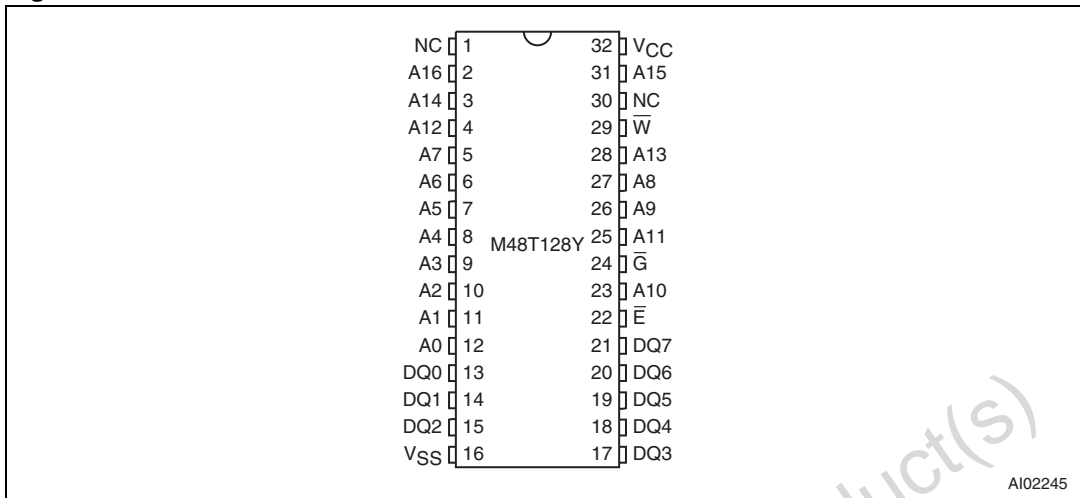 NC 1 32 VCC
A16 2 31 A15
A14 3 30 NC
A12 4 29 W̅
A7 5 28 A13
A6 6 27 A8
A5 7 26 A9
A4 8 M48T128Y 25 A11
A3 9 24 G̅
A2 10 23 A10
A1 11 22 E̅
A0 12 21 DQ7
DQ0 13 20 DQ6
DQ1 14 19 DQ5
DQ2 15 18 DQ4
VSS 16 17 DQ3
duct(s)
AI02245